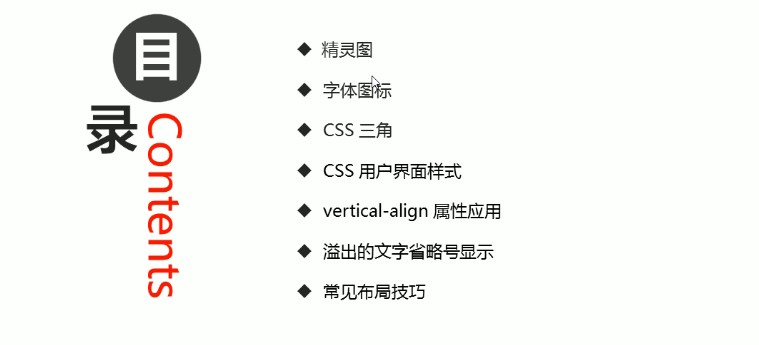 目录
Contents
精灵图
字体图标
CSS 三角
CSS 用户界面样式
vertical-align 属性应用
溢出的文字省略号显示
常见布局技巧